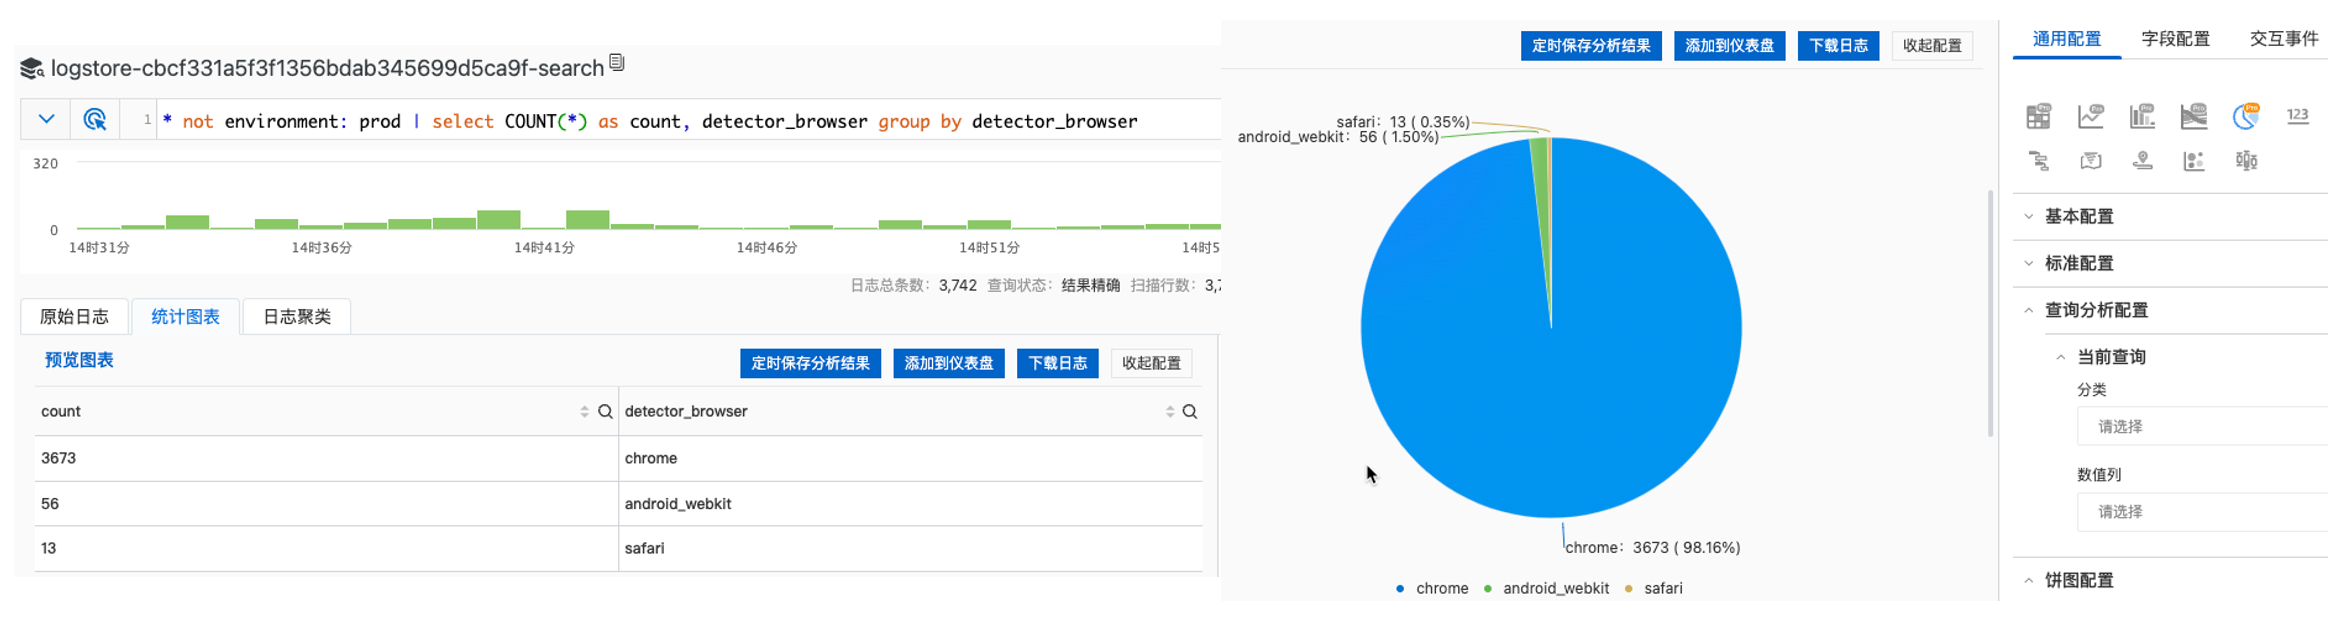 logstore-cbcf331a5f3f1356bdab345699d5ca9f-search
1 * not environment: prod | select COUNT(*) as count, detector_browser group by detector_browser
320
0
14时31分 14时36分 14时41分 14时46分 14时51分 14时5
日志总条数: 3,742 查询状态: 结果精确 扫描行数: 3,7
原始日志 统计图表 日志聚类
预览图表 定时保存分析结果 添加到仪表盘 下载日志 收起配置
count detector_browser
3673 chrome
56 android_webkit
13 safari
定时保存分析结果 添加到仪表盘 下载日志 收起配置
safari: 13 ( 0.35%)
android_webkit: 56 ( 1.50%)
chrome: 3673 ( 98.16%)
chrome android_webkit safari
通用配置 字段配置 交互事件
Pro Pro Pro Pro Pro 123
基本配置
标准配置
查询分析配置
当前查询
分类
请选择
数值列
请选择
饼图配置